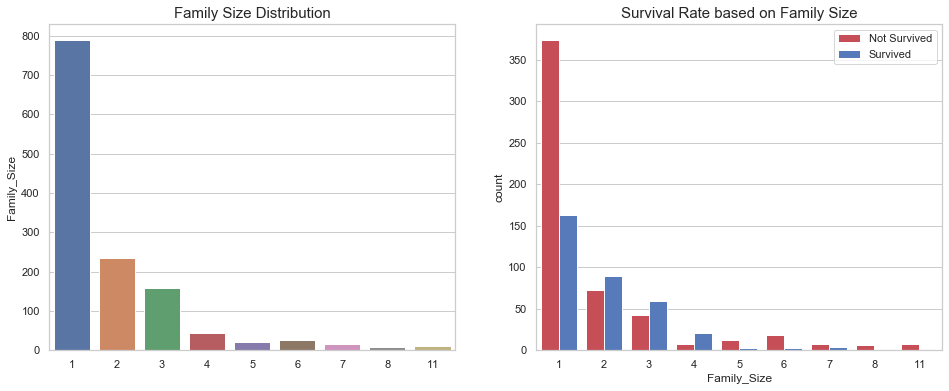 Family Size Distribution
Family_Size
800
700
600
500
400
300
200
100
0
1 2 3 4 5 6 7 8 11
Survival Rate based on Family Size
Not Survived
Survived
count
350
300
250
200
150
100
50
0
1 2 3 4 5 6 7 8 11
Family_Size